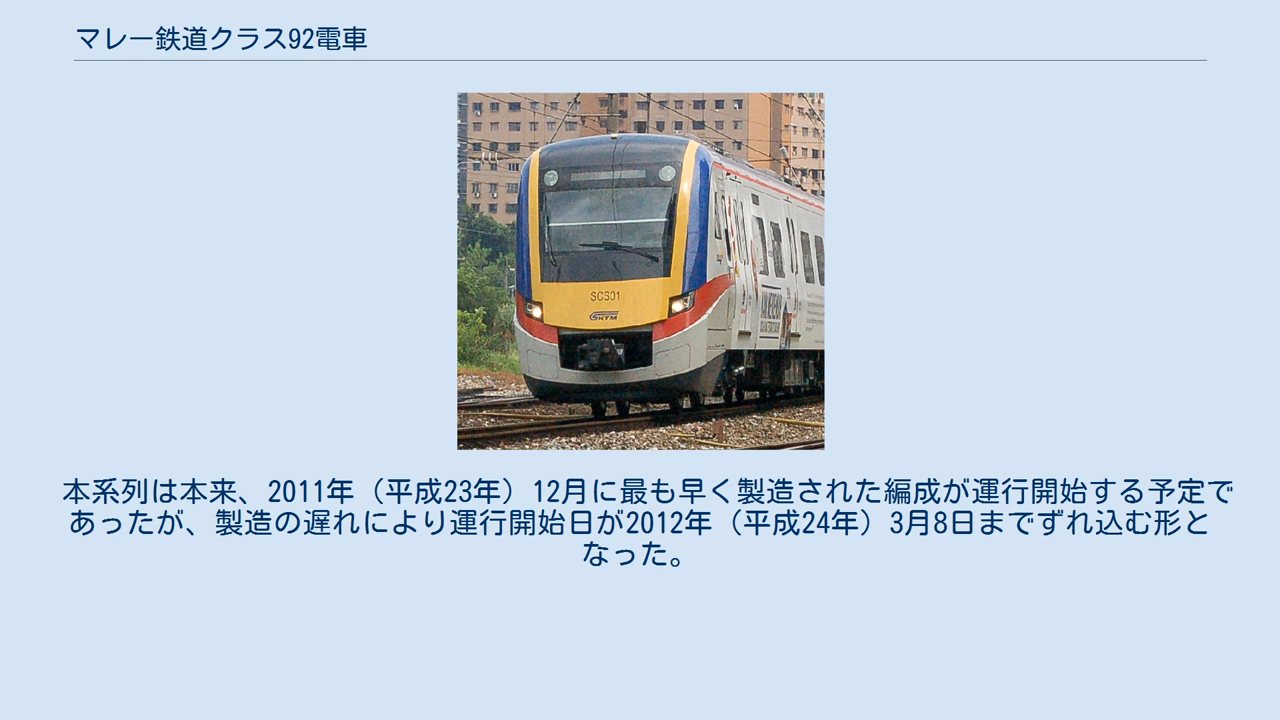 マレー鉄道クラス92電車
SCS01
KTM
本系列は本来、2011年（平成23年）12月に最も早く製造された編成が運行開始する予定で
あったが、製造の遅れにより運行開始日が2012年（平成24年）3月8日までずれ込む形と
なった。